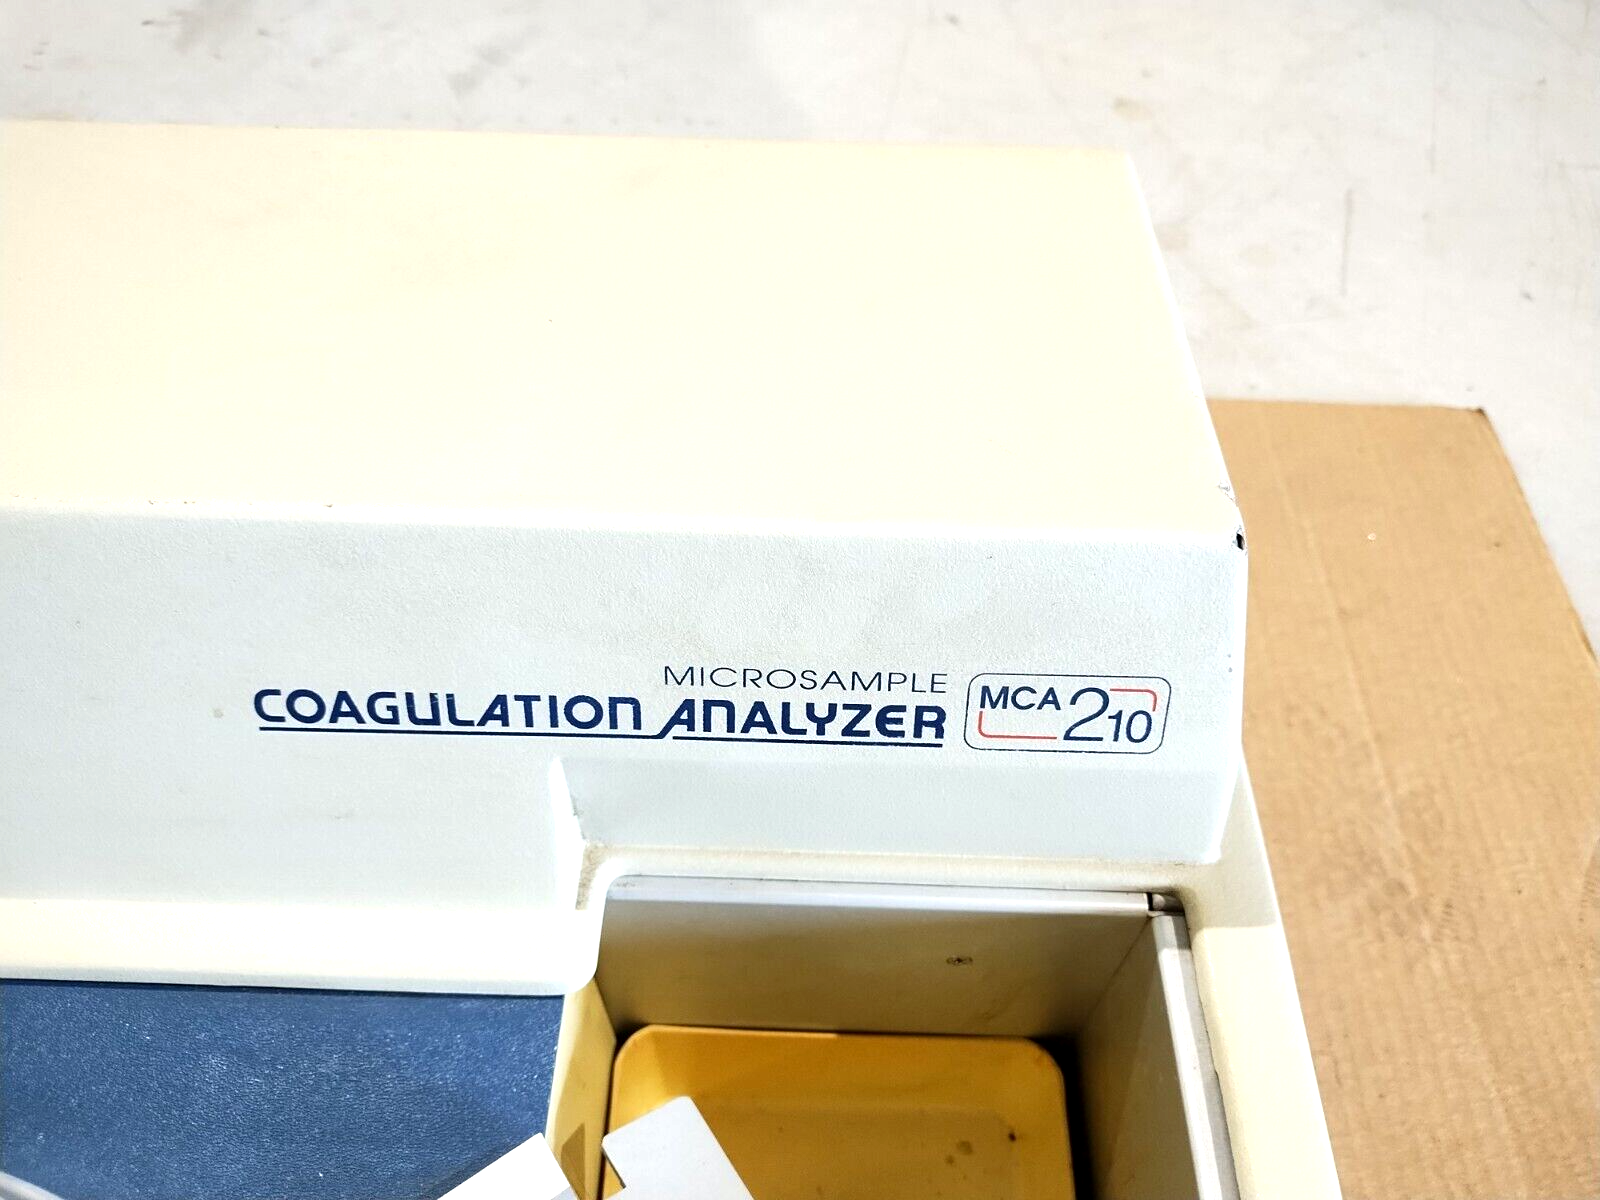 MICROSAMPLE
COAGULATION ANALYZER
MCA 210